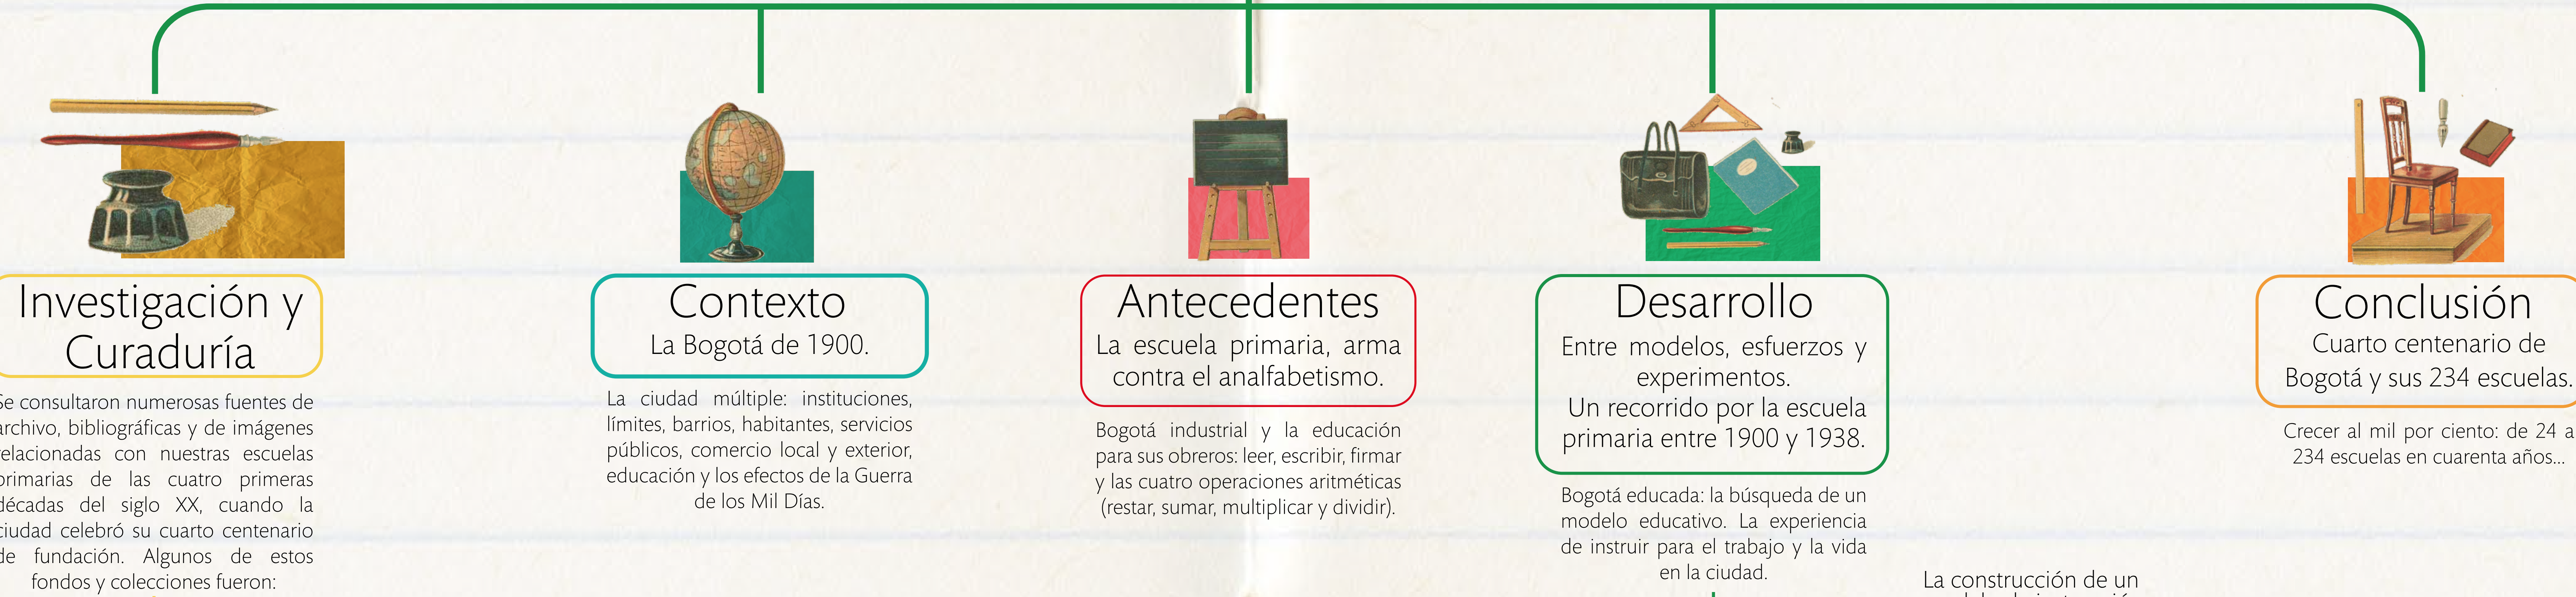 Investigación y
Curaduría
Se consultaron numerosas fuentes de
archivo, bibliográficas y de imágenes
relacionadas con nuestras escuelas
primarias de las cuatro primeras
décadas del siglo XX, cuando la
ciudad celebró su cuarto centenario
de fundación. Algunos de estos
fondos y colecciones fueron:
Contexto
La Bogotá de 1900.
La ciudad múltiple: instituciones,
límites, barrios, habitantes, servicios
públicos, comercio local y exterior,
educación y los efectos de la Guerra
de los Mil Días.
Antecedentes
La escuela primaria, arma
contra el analfabetismo.
Bogotá industrial y la educación
para sus obreros: leer, escribir, firmar
y las cuatro operaciones aritméticas
(restar, sumar, multiplicar y dividir).
Desarrollo
Entre modelos, esfuerzos y
experimentos.
Un recorrido por la escuela
primaria entre 1900 y 1938.
Bogotá educada: la búsqueda de un
modelo educativo. La experiencia
de instruir para el trabajo y la vida
en la ciudad.
La construcción de un
Conclusión
Cuarto centenario de
Bogotá y sus 234 escuelas.
Crecer al mil por ciento: de 24 a
234 escuelas en cuarenta años...